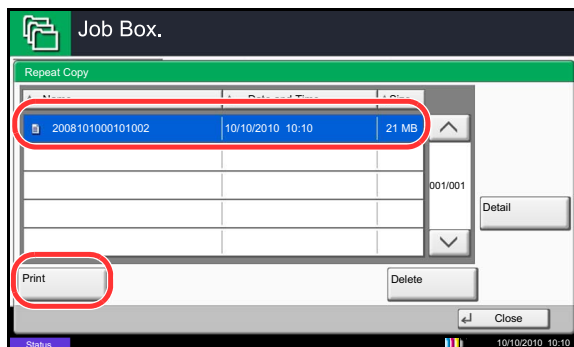 Job Box.
Repeat Copy
Name Date and Time Size
2008101000101002 10/10/2010 10:10 21 MB
001/001
Detail
Print Delete
Close
Status 10/10/2010 10:10